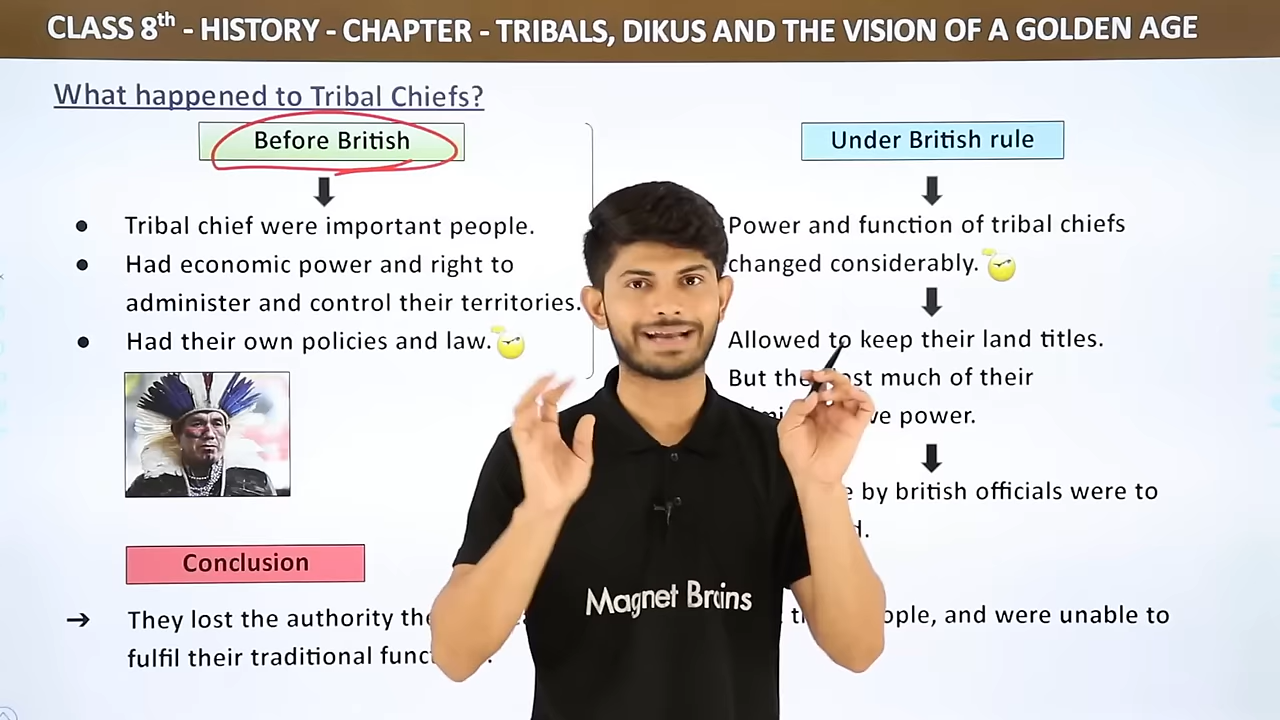 CLASS 8th - HISTORY - CHAPTER - TRIBALS, DIKUS AND THE VISION OF A GOLDEN AGE
What happened to Tribal Chiefs?
Before British
Tribal chief were important people.
Had economic power and right to
administer and control their territories.
Had their own policies and law.
Under British rule
Power and function of tribal chiefs
changed considerably.
Allowed to keep their land titles.
But much of their
power.
by british officials were to
Conclusion
They lost the authority
fulfil their traditional
and were unable to
Magnet Brains